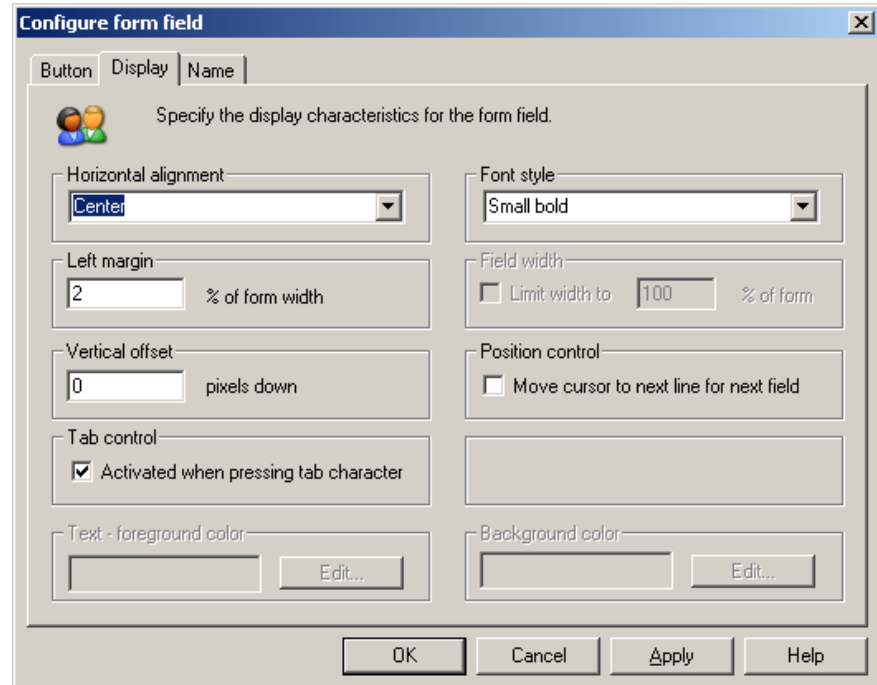 Configure form field
Button Display Name
Specify the display characteristics for the form field.
Horizontal alignment
Center
Font style
Small bold
Left margin
2 % of form width
Field width
Limit width to 100 % of form
Vertical offset
0 pixels down
Position control
Move cursor to next line for next field
Tab control
Activated when pressing tab character
Text - foreground color
Edit...
Background color
Edit...
OK Cancel Apply Help